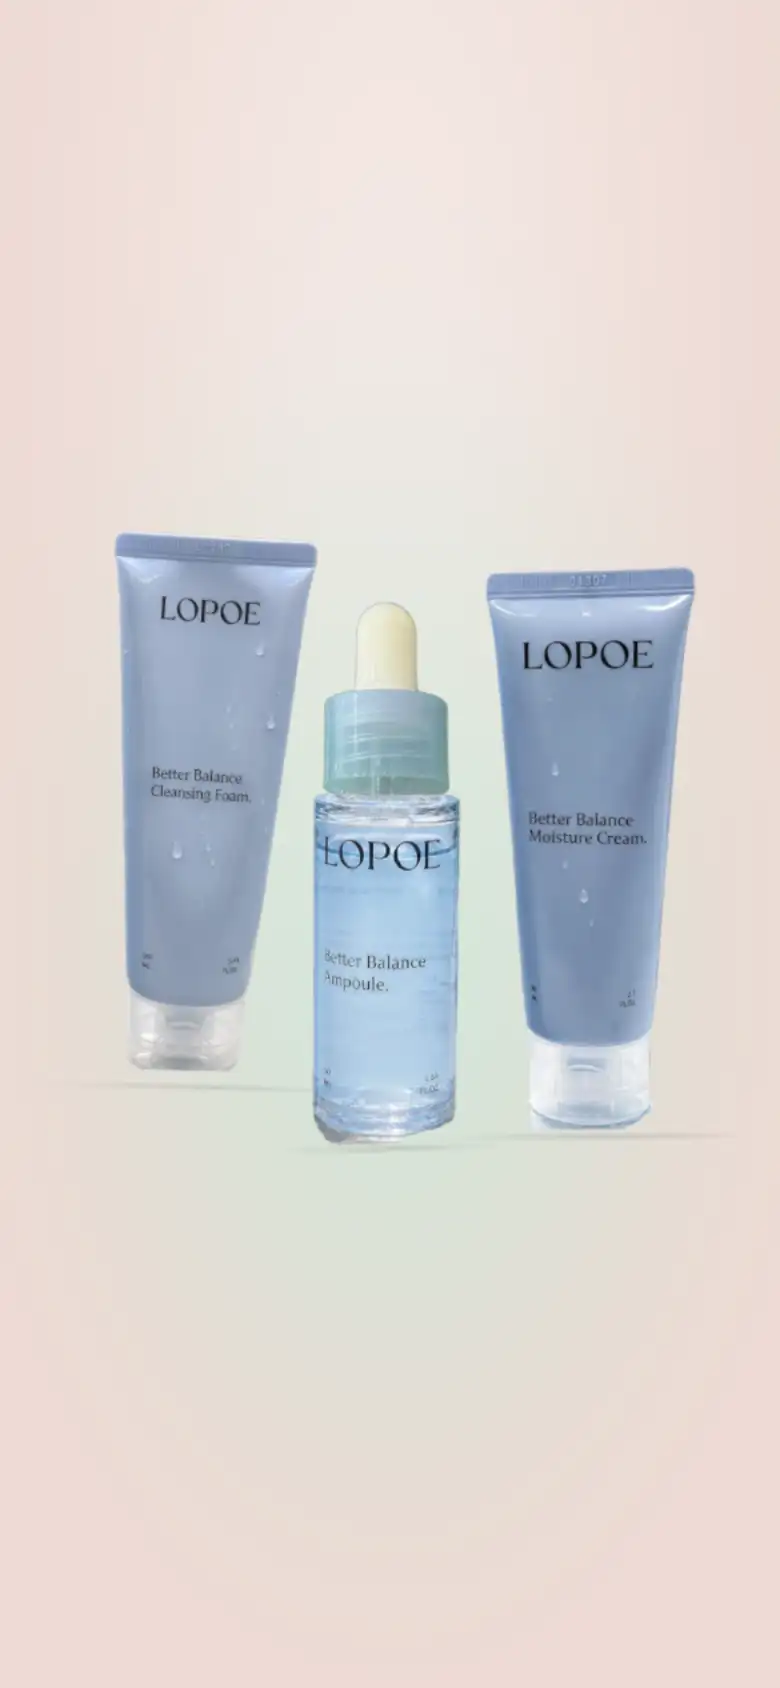 LOPOE
Better Balance
Cleansing Foam.
LOPOE
Better Balance
Ampoule.
LOPOE
Better Balance
Moisture Cream.